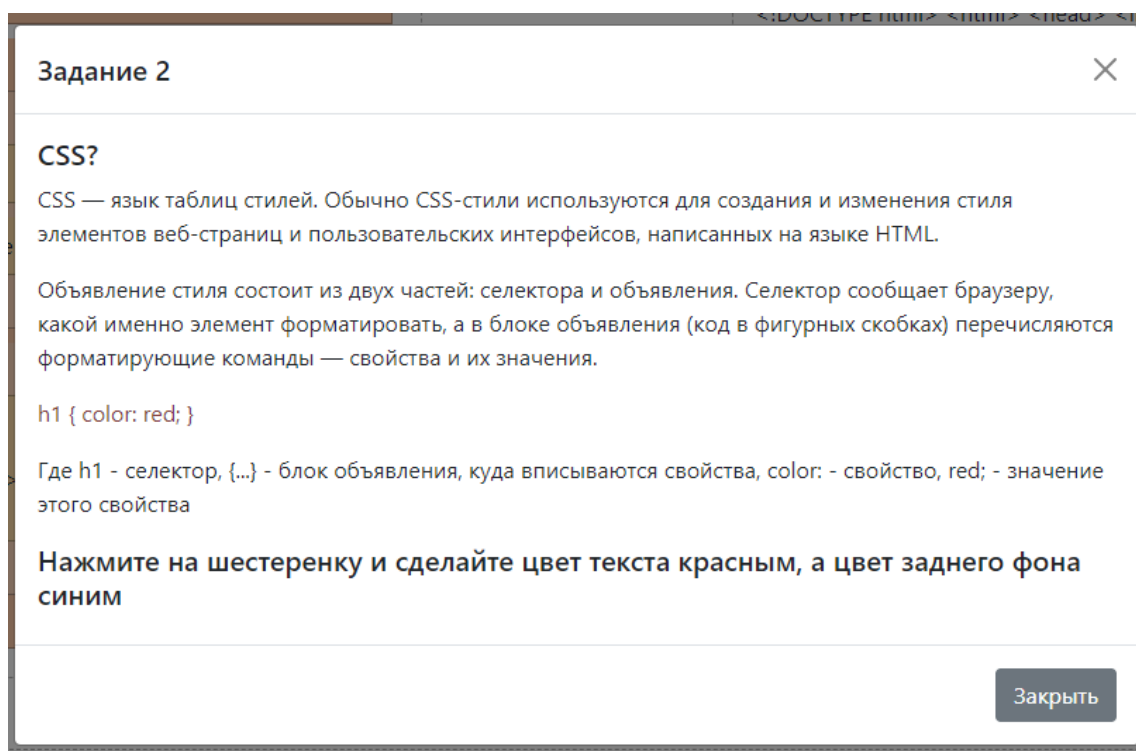 <!DOCTYPE html> <html> <head>
Задание 2
CSS?
CSS — язык таблиц стилей. Обычно CSS-стили используются для создания и изменения стиля
элементов веб-страниц и пользовательских интерфейсов, написанных на языке HTML.
Объявление стиля состоит из двух частей: селектора и объявления. Селектор сообщает браузеру,
какой именно элемент форматировать, а в блоке объявления (код в фигурных скобках) перечисляются
форматирующие команды — свойства и их значения.
h1 { color: red; }
Где h1 - селектор, {...} - блок объявления, куда вписываются свойства, color: - свойство, red; - значение
этого свойства
Нажмите на шестеренку и сделайте цвет текста красным, а цвет заднего фона
синим
Закрыть